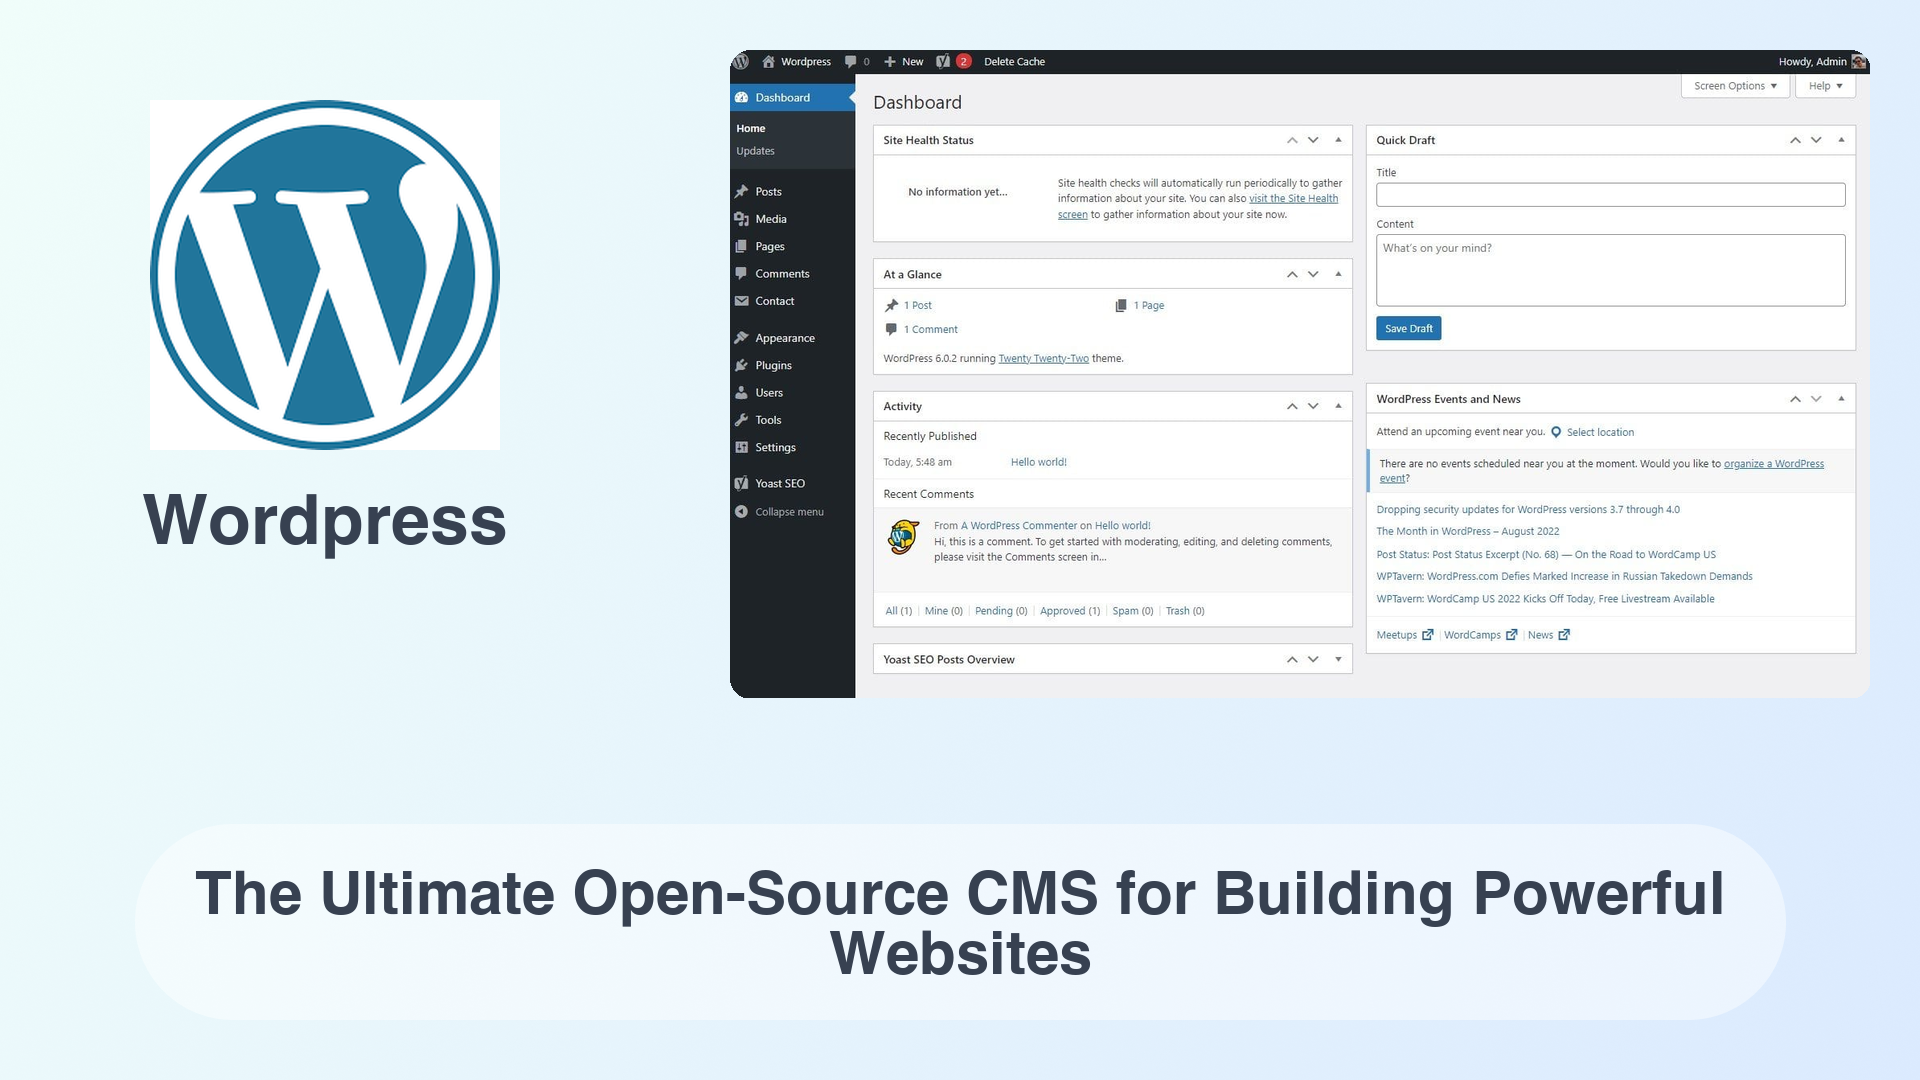 Wordpress
Wordpress
0
New
2
Delete Cache
Howdy, Admin
Dashboard
Home
Updates
Posts
Media
Pages
Comments
Contact
Appearance
Plugins
Users
Tools
Settings
Yoast SEO
Collapse menu
Screen Options
Help
Dashboard
Site Health Status
No information yet...
Site health checks will automatically run periodically to gather
information about your site. You can also visit the Site Health
screen to gather information about your site now.
At a Glance
1 Post
1 Page
1 Comment
WordPress 6.0.2 running Twenty Twenty-Two theme.
Activity
Recently Published
Today, 5:48 am Hello world!
Recent Comments
From A WordPress Commenter on Hello world!
Hi, this is a comment. To get started with moderating, editing, and deleting comments,
please visit the Comments screen in...
All (1) | Mine (0) | Pending (0) | Approved (1) | Spam (0) | Trash (0)
Yoast SEO Posts Overview
Quick Draft
Title
Content
What's on your mind?
Save Draft
WordPress Events and News
Attend an upcoming event near you. Select location
There are no events scheduled near you at the moment. Would you like to organize a WordPress
event?
Dropping security updates for WordPress versions 3.7 through 4.0
The Month in WordPress – August 2022
Post Status: Post Status Excerpt (No. 68) — On the Road to WordCamp US
WPTavern: WordPress.com Defies Marked Increase in Russian Takedown Demands
WPTavern: WordCamp US 2022 Kicks Off Today, Free Livestream Available
Meetups | WordCamps | News
The Ultimate Open-Source CMS for Building Powerful
Websites